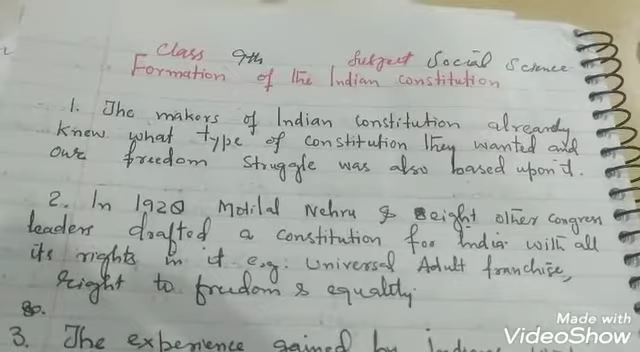 Class 9th Subject Social Science
Formation of the Indian constitution
1. The makers of Indian constitution already
knew what type of constitution they wanted and
our freedom struggle was also based upon it.
2. In 1928 Motilal Nehru & eight other congress
leaders drafted a constitution for India with all
its rights in it e.g. Universal Adult franchise,
right to freedom & equality.
So.
3. The experience gained by
Made with
VideoShow